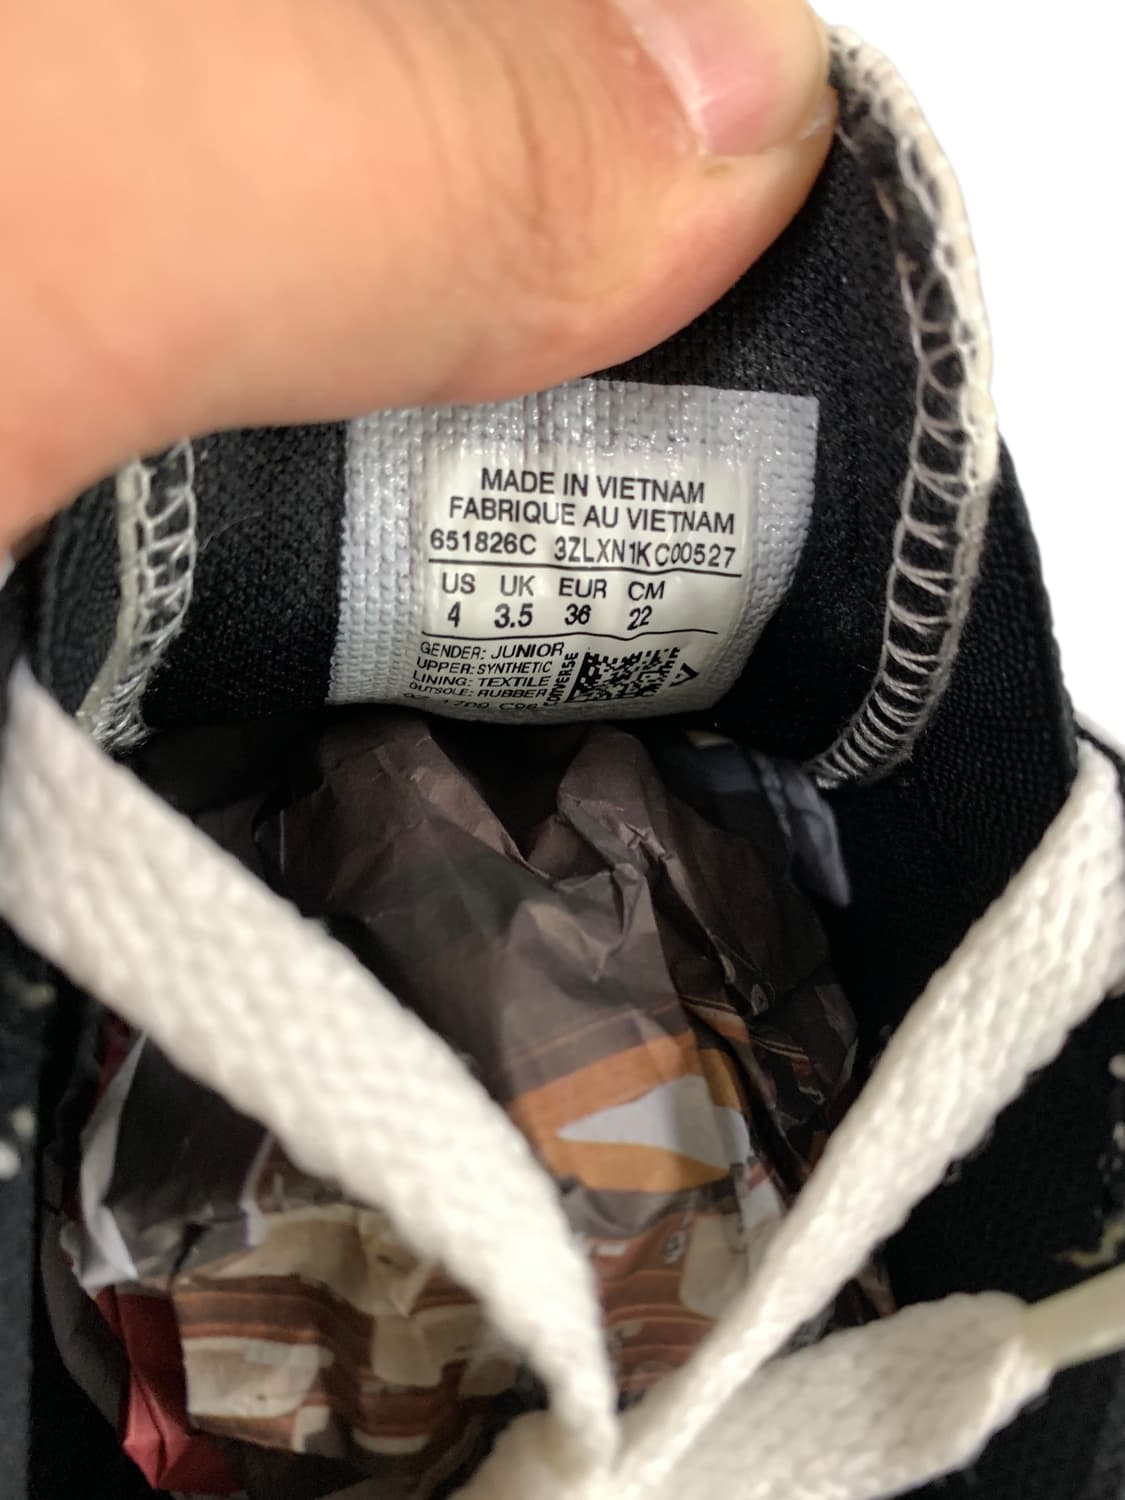 MADE IN VIETNAM
FABRIQUE AU VIETNAM
651826C 3ZLXN1KC00527
US UK EUR CM
4 3.5 36 22
GENDER: JUNIOR
UPPER: SYNTHETIC
LINING: TEXTILE
OUTSOLE: RUBBER
CONVERSE